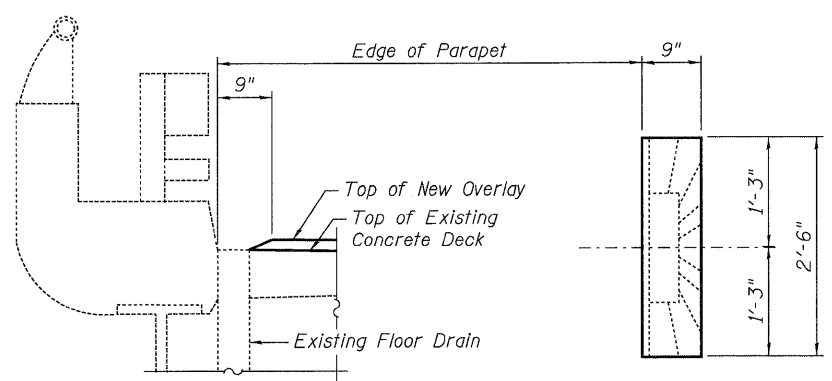 Edge of Parapet
9"
9"
Top of New Overlay
Top of Existing
Concrete Deck
1'-3"
2'-6"
1'-3"
Existing Floor Drain